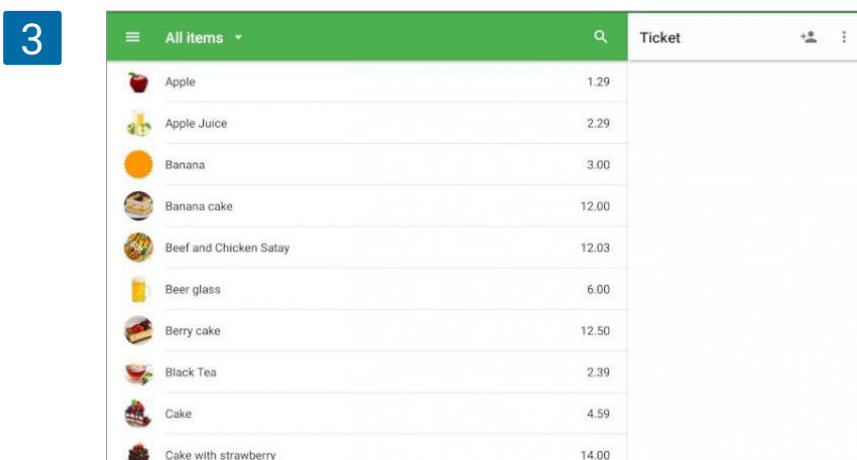 3
All items
Ticket
Apple 1.29
Apple Juice 2.29
Banana 3.00
Banana cake 12.00
Beef and Chicken Satay 12.03
Beer glass 6.00
Berry cake 12.50
Black Tea 2.39
Cake 4.59
Cake with strawberry 14.00